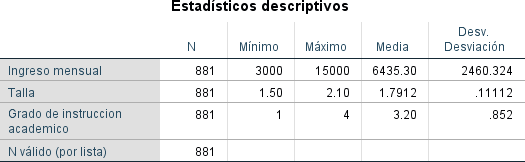 Estadísticos descriptivos
N Mínimo Máximo Media Desv. Desviación
Ingreso mensual 881 3000 15000 6435.30 2460.324
Talla 881 1.50 2.10 1.7912 .11112
Grado de instruccion academico 881 1 4 3.20 .852
N válido (por lista) 881